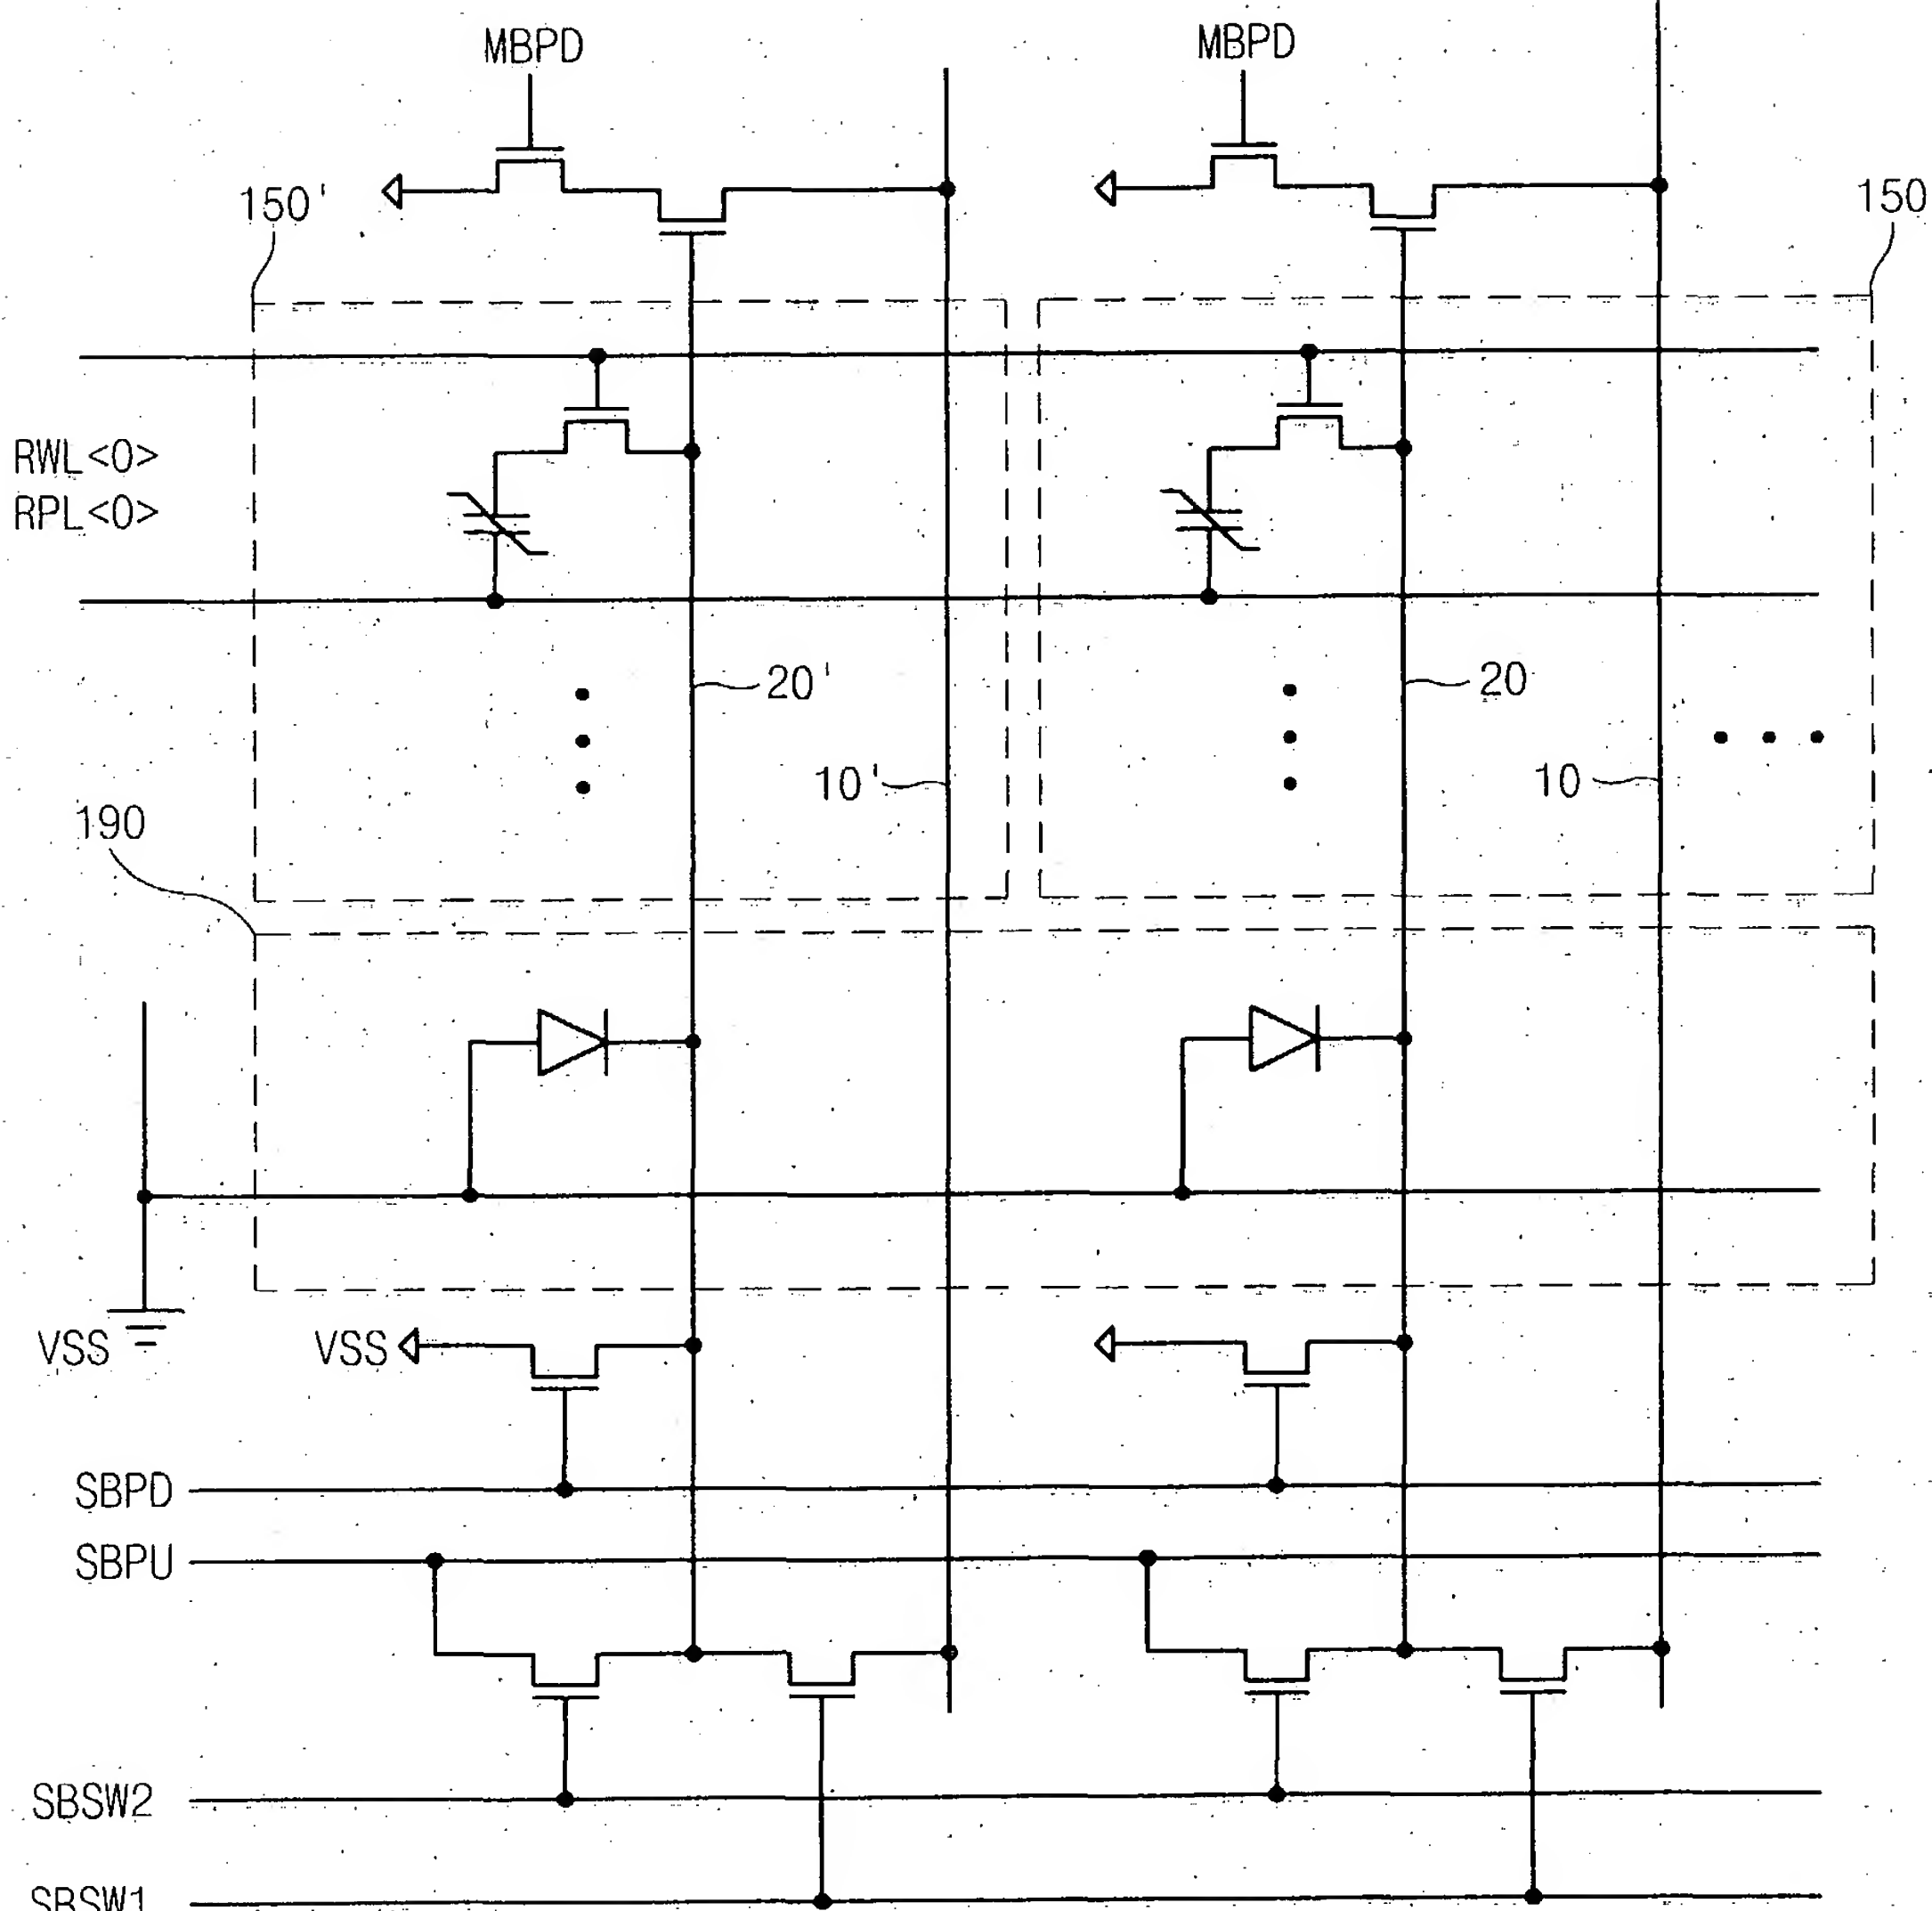 MBPD
MBPD
150'
150
RWL<0>
RPL<0>
20'
20
10'
10
190
VSS
VSS
SBPD
SBPU
SBSW2
SBSW1